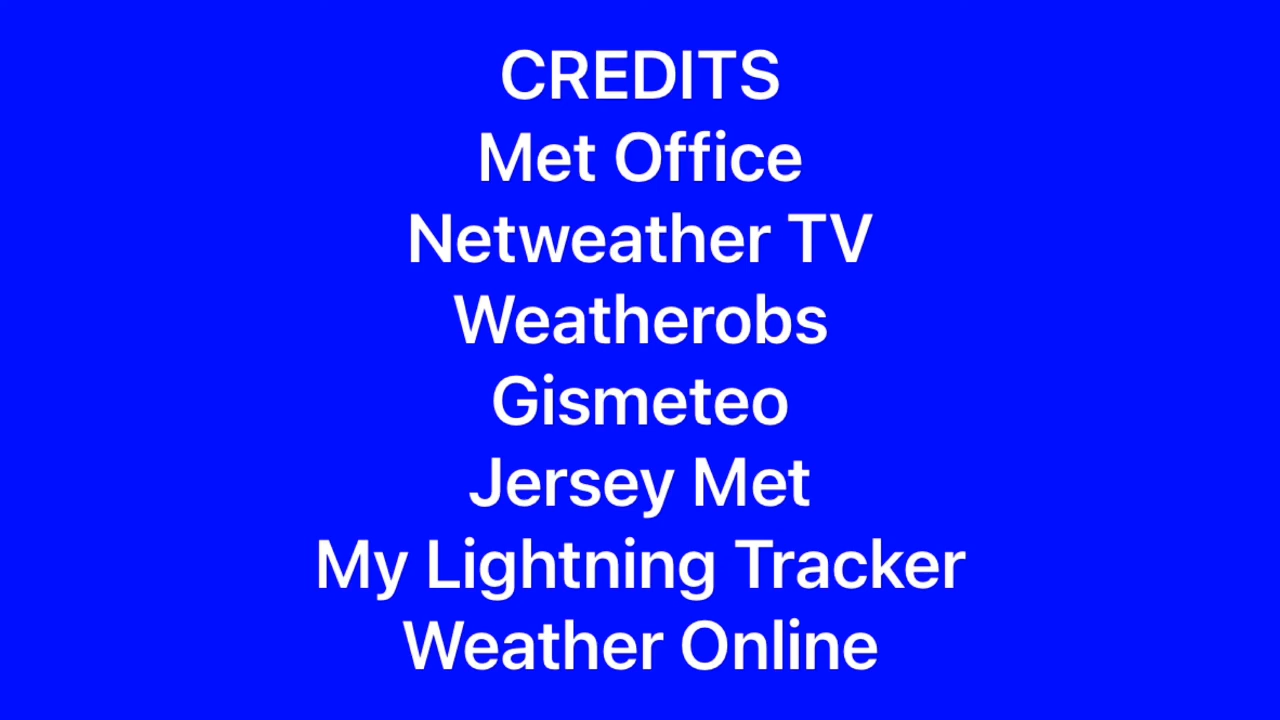 CREDITS
Met Office
Netweather TV
Weatherobs
Gismeteo
Jersey Met
My Lightning Tracker
Weather Online